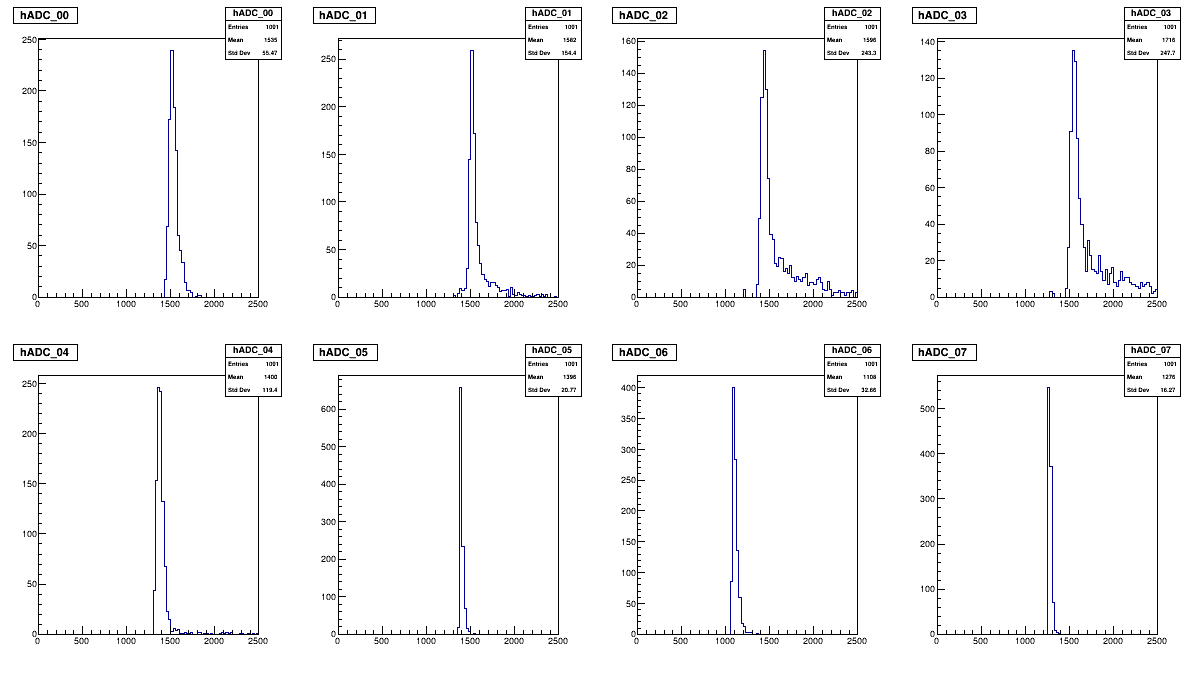 hADC_00
hADC_00
Entries 1091
Mean 1535
Std Dev 55.47
250
200
150
100
50
0
0 500 1000 1500 2000 2500
hADC_01
hADC_01
Entries 1091
Mean 1582
Std Dev 154.4
250
200
150
100
50
0
0 500 1000 1500 2000 2500
hADC_02
hADC_02
Entries 1091
Mean 1596
Std Dev 243.3
160
140
120
100
80
60
40
20
0
0 500 1000 1500 2000 2500
hADC_03
hADC_03
Entries 1091
Mean 1716
Std Dev 247.7
140
120
100
80
60
40
20
0
0 500 1000 1500 2000 2500
hADC_04
hADC_04
Entries 1091
Mean 1400
Std Dev 119.4
250
200
150
100
50
0
0 500 1000 1500 2000 2500
hADC_05
hADC_05
Entries 1091
Mean 1396
Std Dev 20.77
600
500
400
300
200
100
0
0 500 1000 1500 2000 2500
hADC_06
hADC_06
Entries 1091
Mean 1108
Std Dev 32.66
400
350
300
250
200
150
100
50
0
0 500 1000 1500 2000 2500
hADC_07
hADC_07
Entries 1091
Mean 1276
Std Dev 16.27
500
400
300
200
100
0
0 500 1000 1500 2000 2500